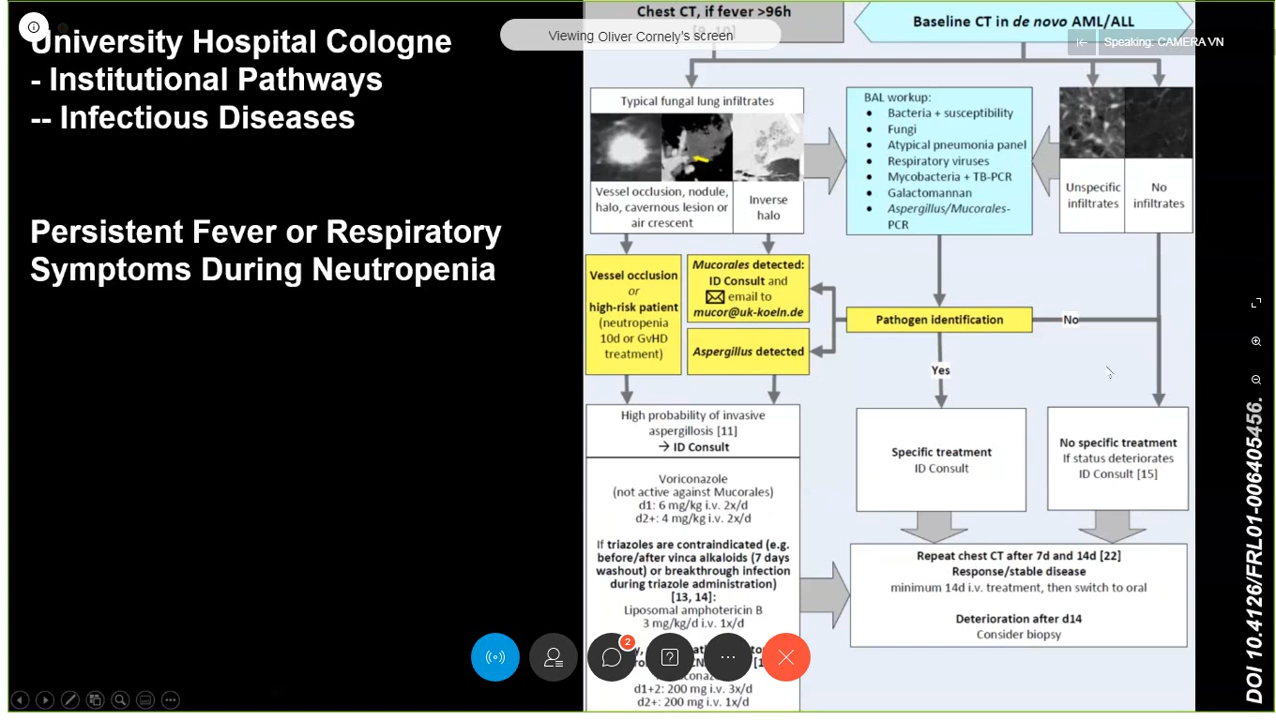 University Hospital Cologne
- Institutional Pathways
-- Infectious Diseases
Persistent Fever or Respiratory
Symptoms During Neutropenia
Viewing Oliver Cornely's screen
Speaking: CAMERA VN
Chest CT, if fever >96h
Baseline CT in de novo AML/ALL
Typical fungal lung infiltrates
Vessel occlusion, nodule,
halo, cavernous lesion or
air crescent
Inverse
halo
BAL workup:
• Bacteria + susceptibility
• Fungi
• Atypical pneumonia panel
• Respiratory viruses
• Mycobacteria + TB-PCR
• Galactomannan
• Aspergillus/Mucorales-
PCR
Unspecific
infiltrates
No
infiltrates
Vessel occlusion
or
high-risk patient
(neutropenia
10d or GvHD
treatment)
Mucorales detected:
ID Consult and
email to
mucor@uk-koeln.de
Aspergillus detected
Pathogen identification
No
Yes
High probability of invasive
aspergillosis [11]
→ ID Consult
Voriconazole
(not active against Mucorales)
d1: 6 mg/kg i.v. 2x/d
d2+: 4 mg/kg i.v. 2x/d
If triazoles are contraindicated (e.g.
before/after vinca alkaloids (7 days
washout) or breakthrough infection
during triazole administration)
[13, 14]:
Liposomal amphotericin B
3 mg/kg/d i.v. 1x/d
d1+2: 200 mg i.v. 3x/d
d2+: 200 mg i.v. 1x/d
Specific treatment
ID Consult
No specific treatment
If status deteriorates
ID Consult [15]
Repeat chest CT after 7d and 14d [22]
Response/stable disease
minimum 14d i.v. treatment, then switch to oral
Deterioration after d14
Consider biopsy
2
DOI 10.4126/FRL01-006405456.